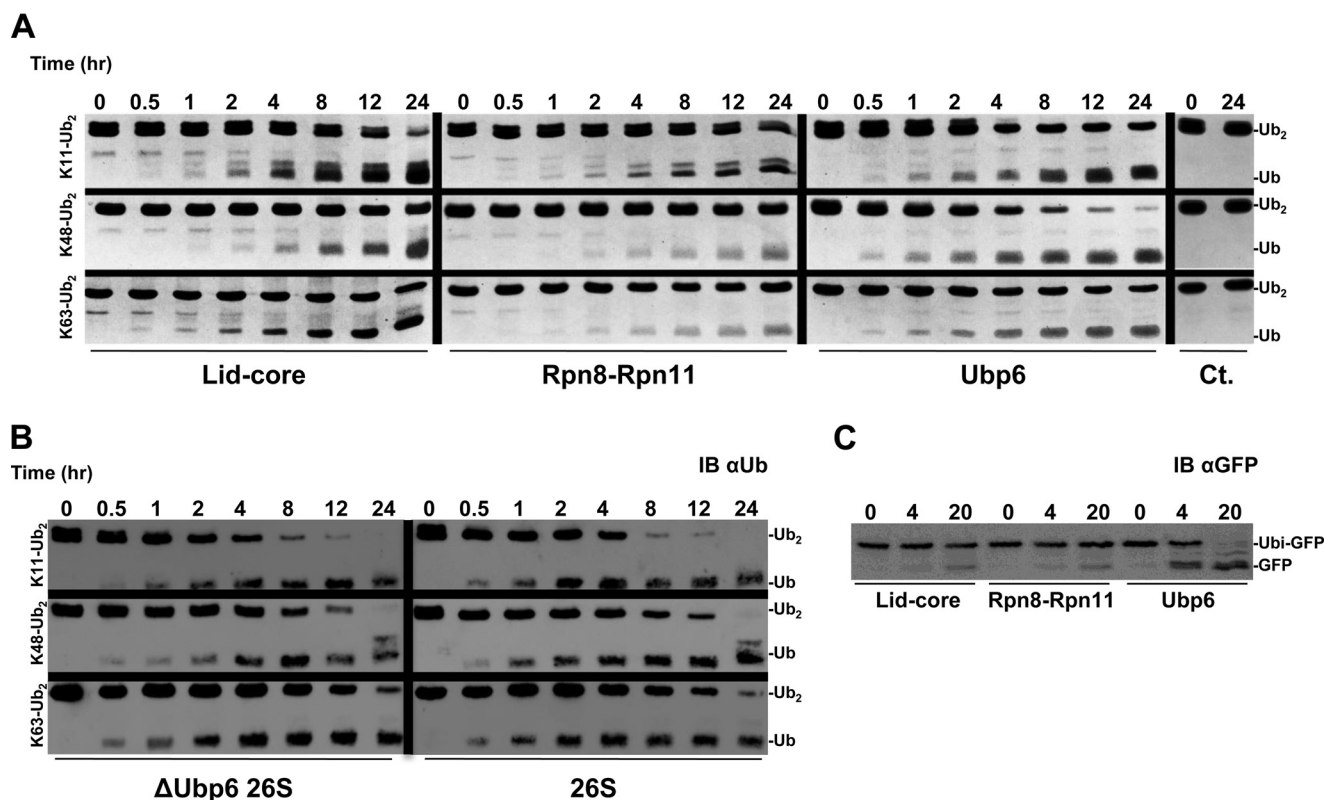 A
Time (hr)
0 0.5 1 2 4 8 12 24 0 0.5 1 2 4 8 12 24 0 0.5 1 2 4 8 12 24 0 24
K11-Ub2 -Ub2
-Ub
K48-Ub2 -Ub2
-Ub
K63-Ub2 -Ub2
-Ub
Lid-core Rpn8-Rpn11 Ubp6 Ct.
B
Time (hr) IB αUb
0 0.5 1 2 4 8 12 24 0 0.5 1 2 4 8 12 24
K11-Ub2 -Ub2
-Ub
K48-Ub2 -Ub2
-Ub
K63-Ub2 -Ub2
-Ub
ΔUbp6 26S 26S
C
IB αGFP
0 4 20 0 4 20 0 4 20
-Ubi-GFP
-GFP
Lid-core Rpn8-Rpn11 Ubp6